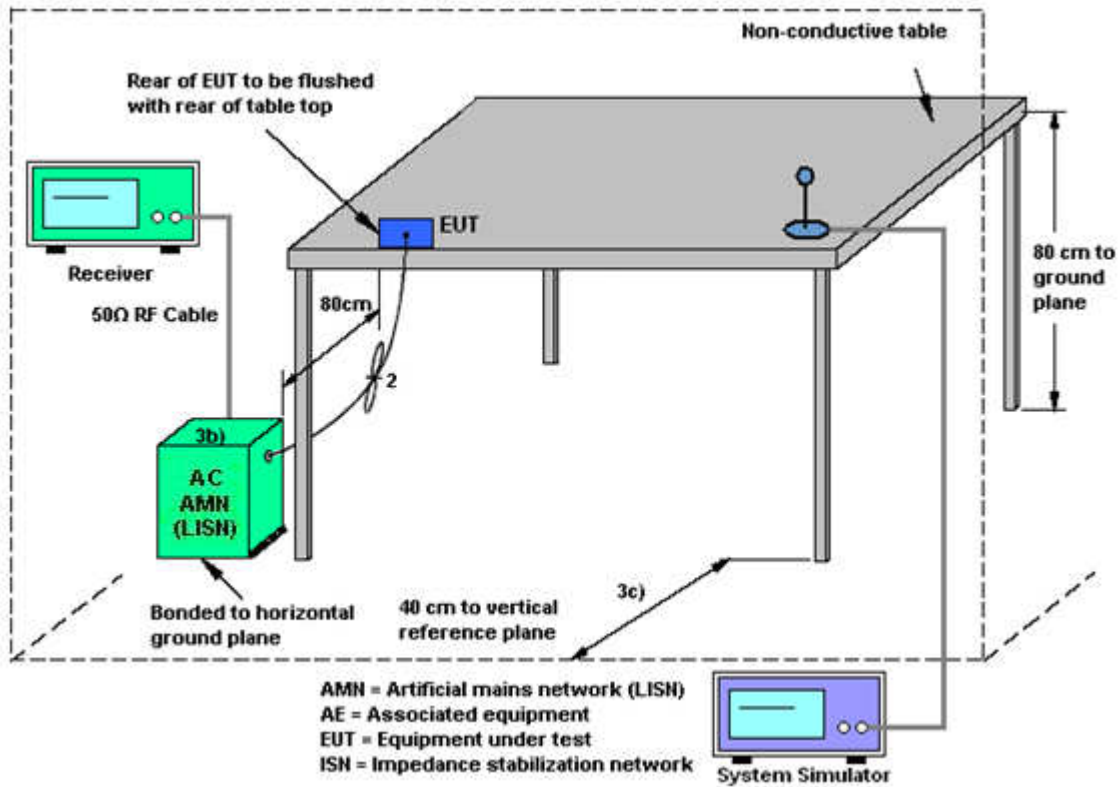 Non-conductive table
Rear of EUT to be flushed
with rear of table top
EUT
Receiver
80 cm to
ground
plane
80cm
50Ω RF Cable
2
3b)
AC
AMN
(LISN)
3c)
Bonded to horizontal
ground plane
40 cm to vertical
reference plane
AMN = Artificial mains network (LISN)
AE = Associated equipment
EUT = Equipment under test
ISN = Impedance stabilization network
System Simulator